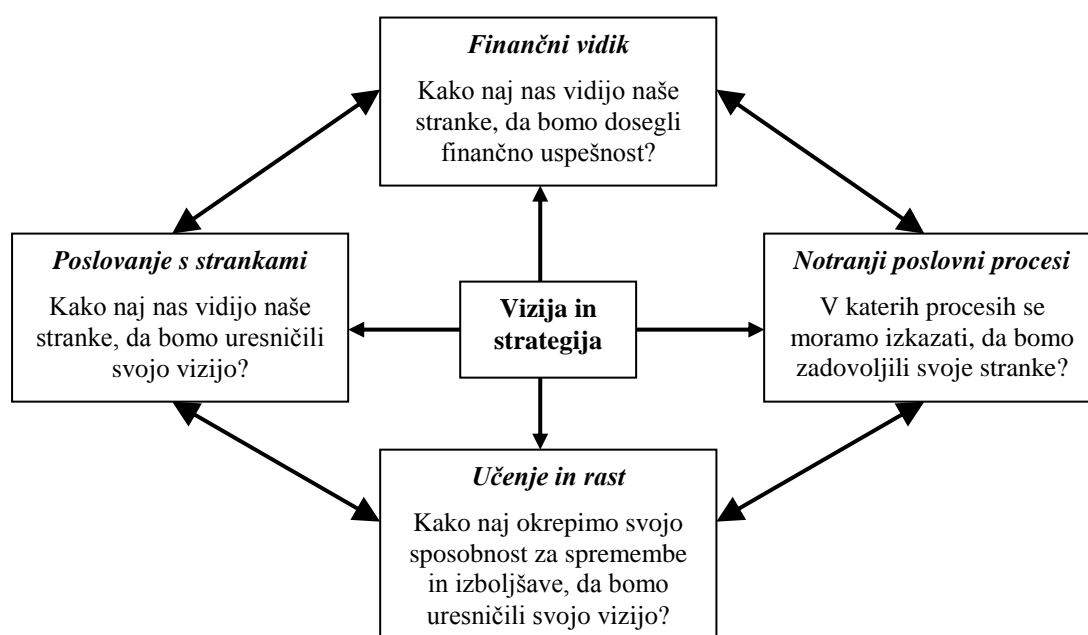 Finančni vidik
Kako naj nas vidijo naše
stranke, da bomo dosegli
finančno uspešnost?
Poslovanje s strankami
Kako naj nas vidijo naše
stranke, da bomo uresničili
svojo vizijo?
Vizija in
strategija
Notranji poslovni procesi
V katerih procesih se
moramo izkazati, da bomo
zadovoljili svoje stranke?
Učenje in rast
Kako naj okrepimo svojo
sposobnost za spremembe
in izboljšave, da bomo
uresničili svojo vizijo?